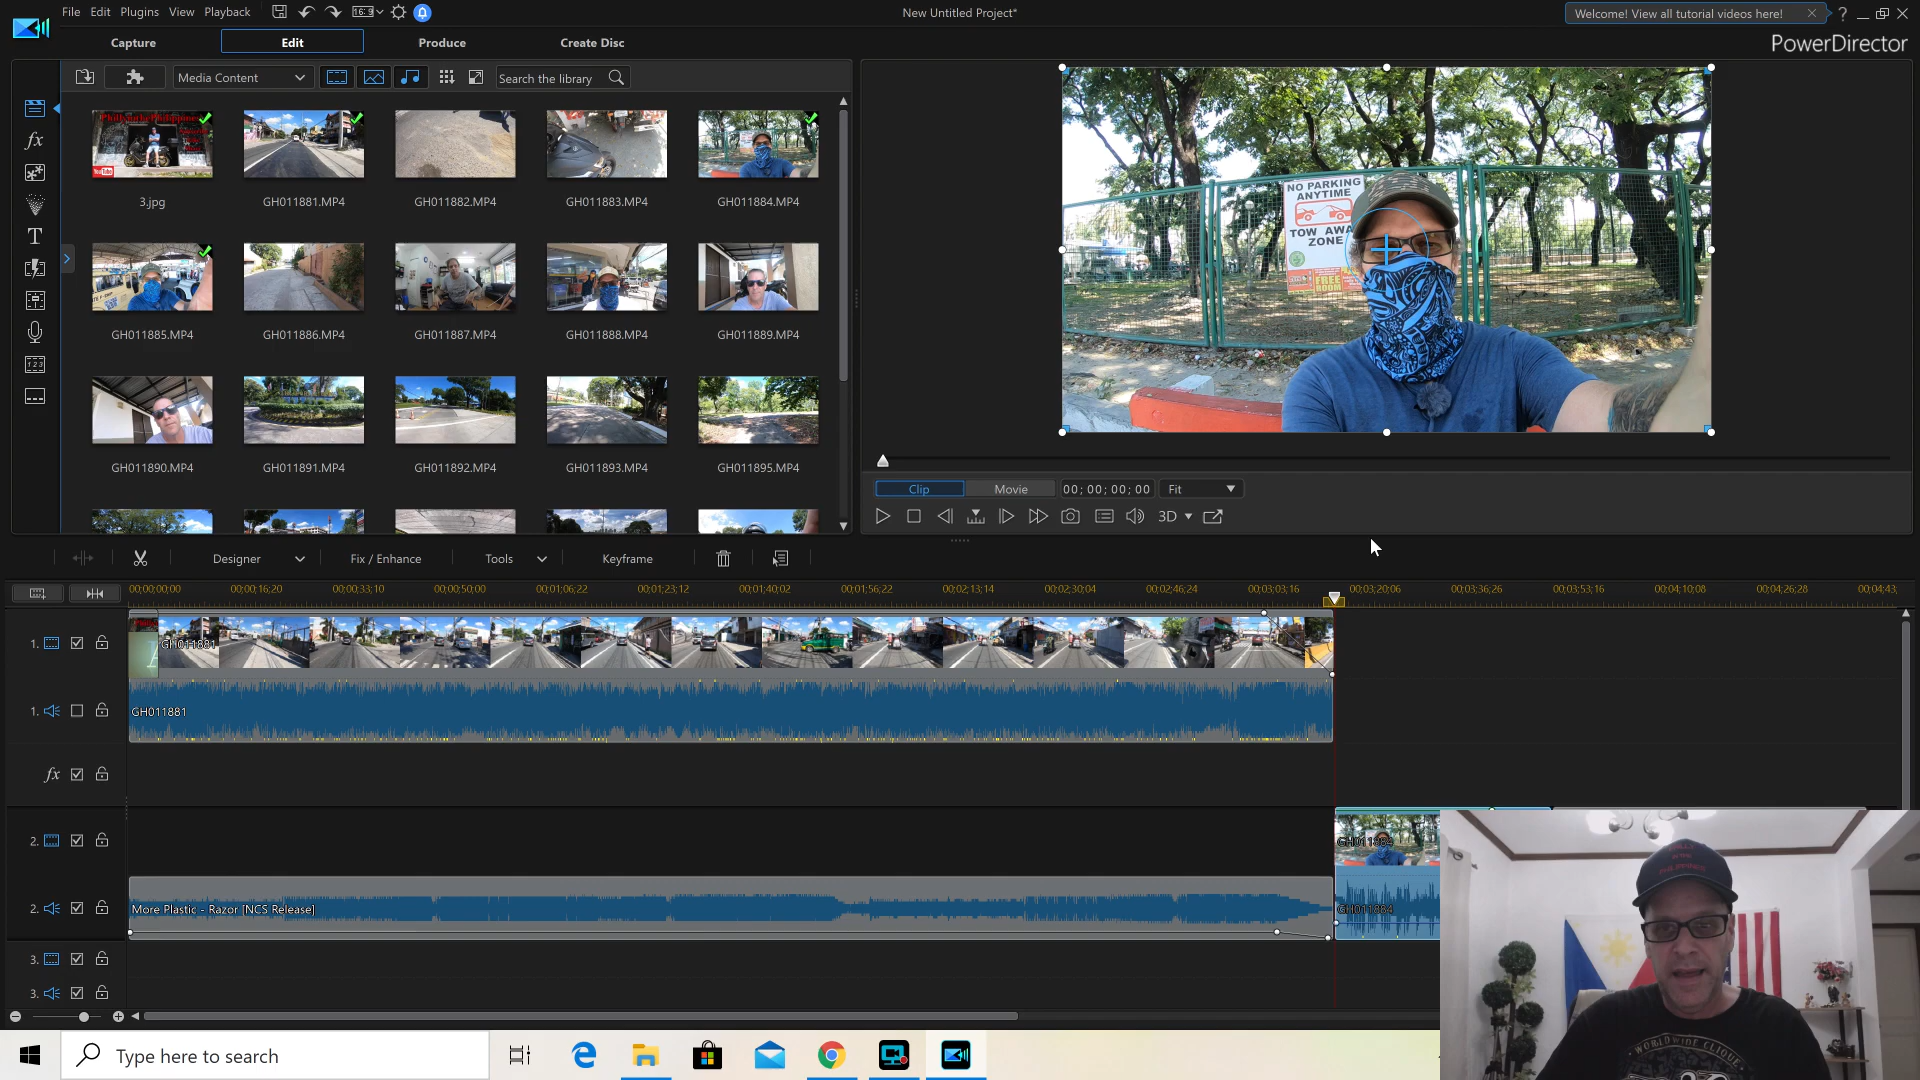 File Edit Plugins View Playback
16:9
New Untitled Project*
Welcome! View all tutorial videos here!
?
Capture Edit Produce Create Disc
PowerDirector
Media Content
Search the library
3.jpg GH011881.MP4 GH011882.MP4 GH011883.MP4 GH011884.MP4
GH011885.MP4 GH011886.MP4 GH011887.MP4 GH011888.MP4 GH011889.MP4
GH011890.MP4 GH011891.MP4 GH011892.MP4 GH011893.MP4 GH011895.MP4
NO PARKING
ANYTIME
TOW AWA
ZONE
FREE
Clip Movie 00; 00; 00; 00 Fit
3D
Designer Fix / Enhance Tools Keyframe
00;00;00;00 00;00;16;20 00;00;33;10 00;00;50;00 00;01;06;22 00;01;23;12 00;01;40;02 00;01;56;22 00;02;13;14 00;02;30;04 00;02;46;24 00;03;03;16 00;03;20;06 00;03;36;26 00;03;53;16 00;04;10;08 00;04;26;28 00;04;43;
1. GH011881
1. GH011881
fx
2. GH011884
2. More Plastic - Razor [NCS Release] GH011884
3.
3.
Type here to search
WORLDWIDE CLIQUE